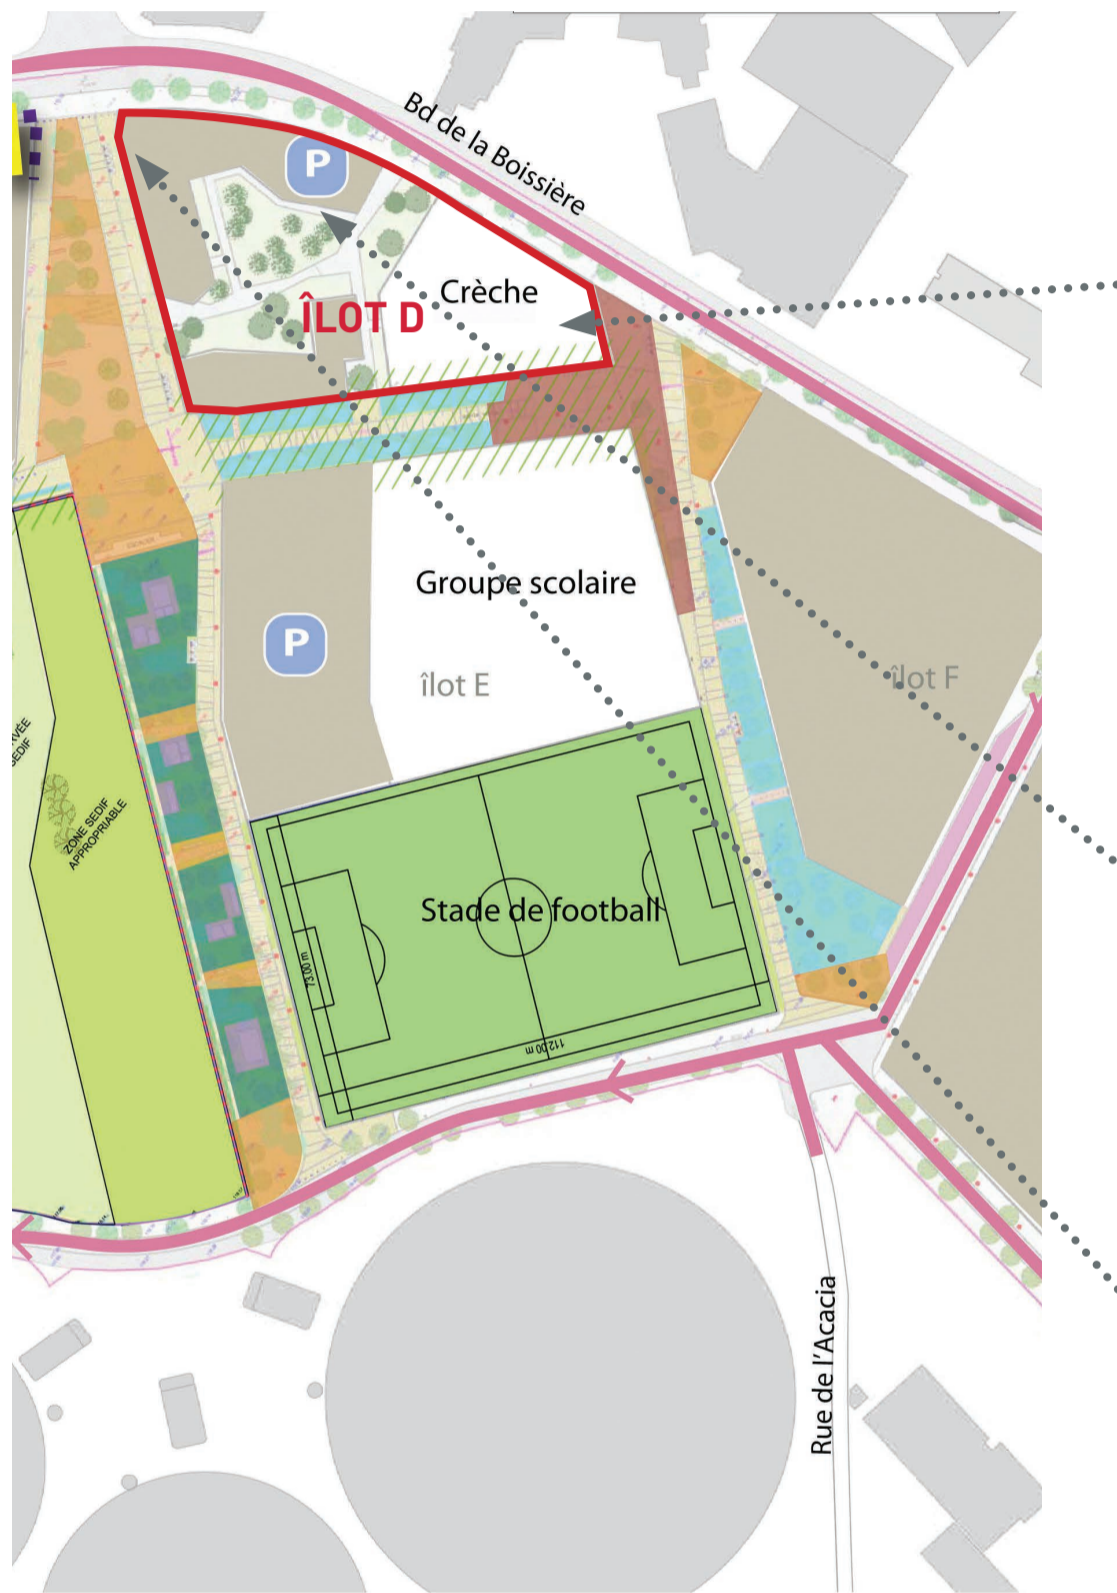 Bd de la Boissière
P
Crèche
ÎLOT D
Groupe scolaire
P
îlot E
îlot F
ZONE SEDIF
APPROPRIABLE
Stade de football
73.00 m
112.00 m
Rue de l'Acacia